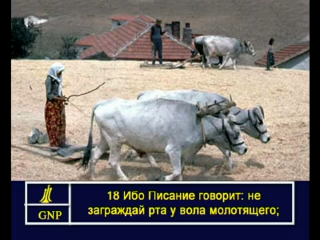 18 Ибо Писание говорит: не
заграждай рта у вола молотящего;
GNP